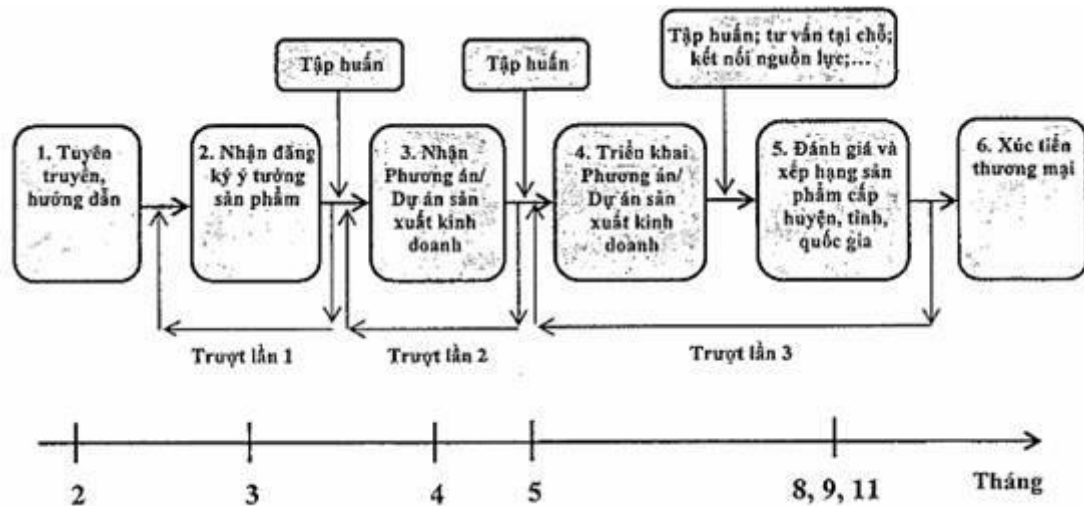 Tập huấn
Tập huấn
Tập huấn; tư vấn tại chỗ;
kết nối nguồn lực;...
1. Tuyên
truyền,
hướng dẫn
2. Nhận đăng
ký ý tưởng
sản phẩm
3. Nhận
Phương án/
Dự án sản
xuất kinh
doanh
4. Triển khai
Phương án/
Dự án sản
xuất kinh
doanh
5. Đánh giá và
xếp hạng sản
phẩm cấp
huyện, tỉnh,
quốc gia
6. Xúc tiến
thương mại
Trượt lần 1
Trượt lần 2
Trượt lần 3
2
3
4
5
8, 9, 11
Tháng